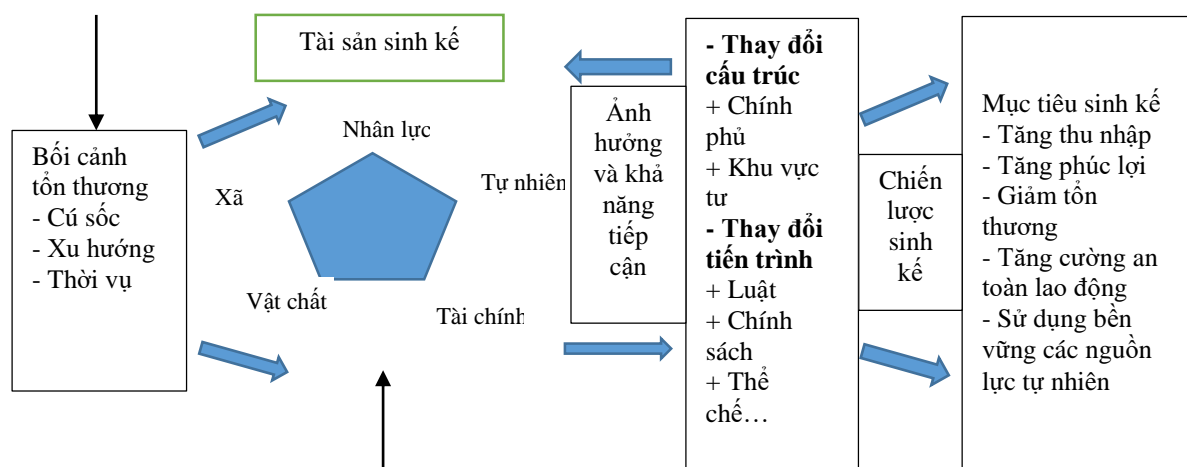 Bối cảnh
tổn thương
- Cú sốc
- Xu hướng
- Thời vụ
Tài sản sinh kế
Nhân lực
Xã
Tự nhiên
Vật chất
Tài chính
Ảnh
hưởng
và khả
năng
tiếp
cận
- Thay đổi
cấu trúc
+ Chính
phủ
+ Khu vực
tư
- Thay đổi
tiến trình
+ Luật
+ Chính
sách
+ Thể
chế…
Chiến
lược
sinh
kế
Mục tiêu sinh kế
- Tăng thu nhập
- Tăng phúc lợi
- Giảm tổn
thương
- Tăng cường an
toàn lao động
- Sử dụng bền
vững các nguồn
lực tự nhiên